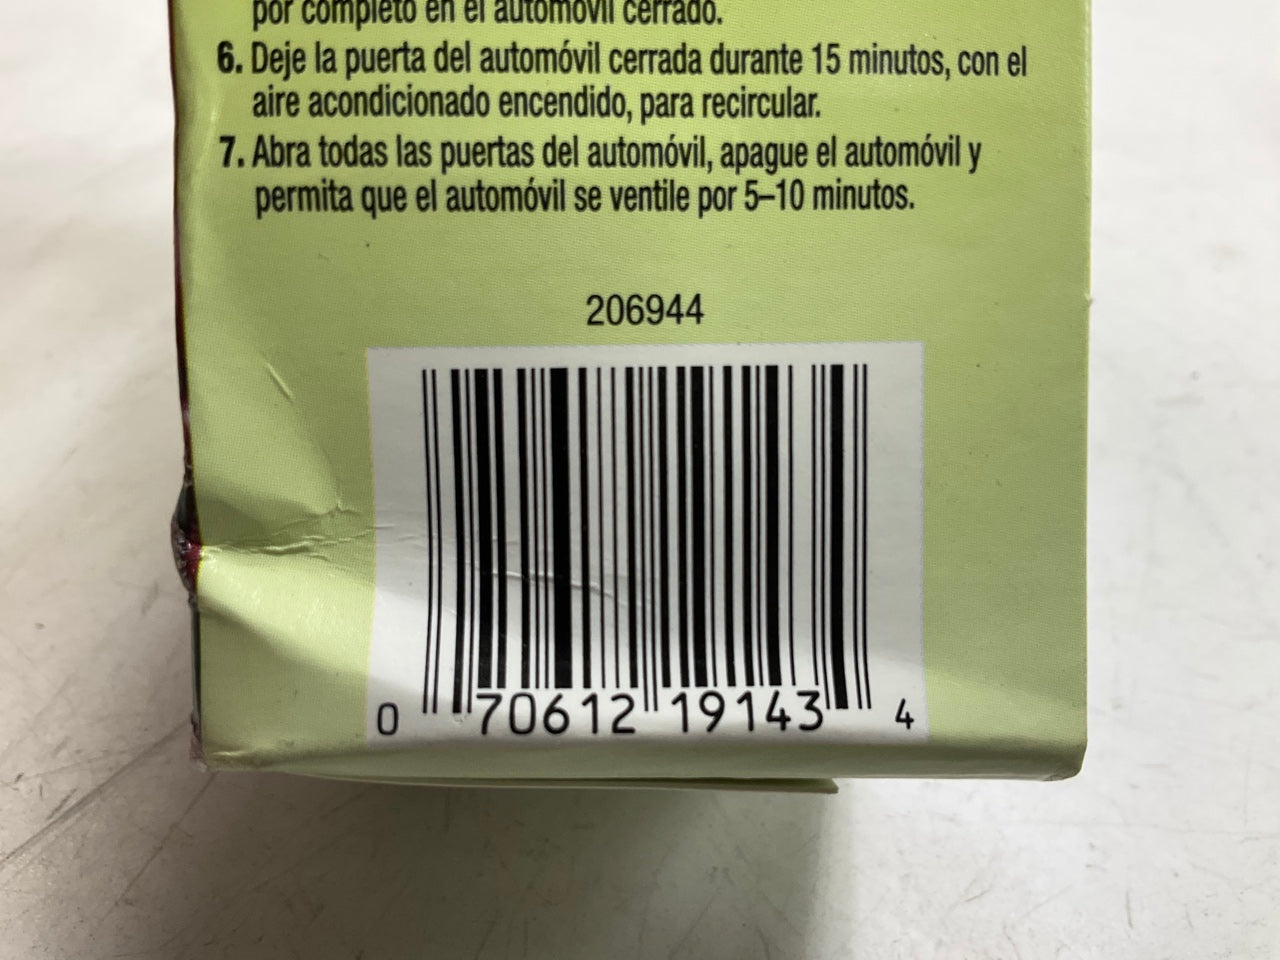 por completo en el automóvil cerrado.
6. Deje la puerta del automóvil cerrada durante 15 minutos, con el
aire acondicionado encendido, para recircular.
7. Abra todas las puertas del automóvil, apague el automóvil y
permita que el automóvil se ventile por 5–10 minutos.
206944
0 70612 19143 4